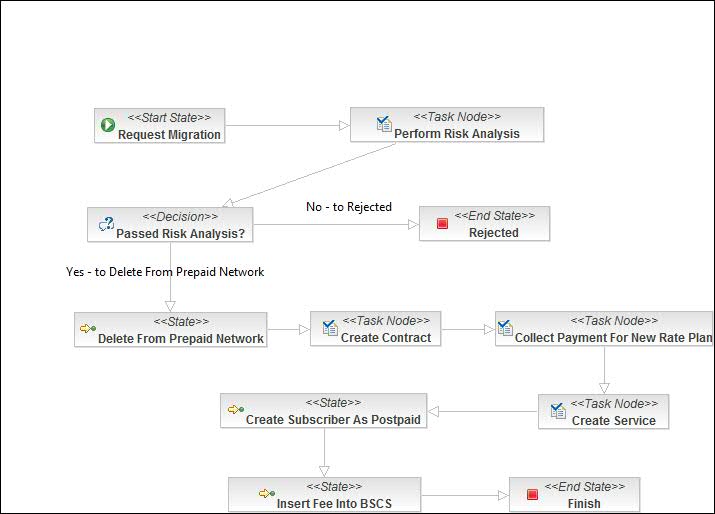 <<Start State>>
Request Migration
<<Task Node>>
Perform Risk Analysis
<<Decision>>
Passed Risk Analysis?
No - to Rejected
<<End State>>
Rejected
Yes - to Delete From Prepaid Network
<<State>>
Delete From Prepaid Network
<<Task Node>>
Create Contract
<<Task Node>>
Collect Payment For New Rate Plan
<<State>>
Create Subscriber As Postpaid
<<Task Node>>
Create Service
<<State>>
Insert Fee Into BSCS
<<End State>>
Finish